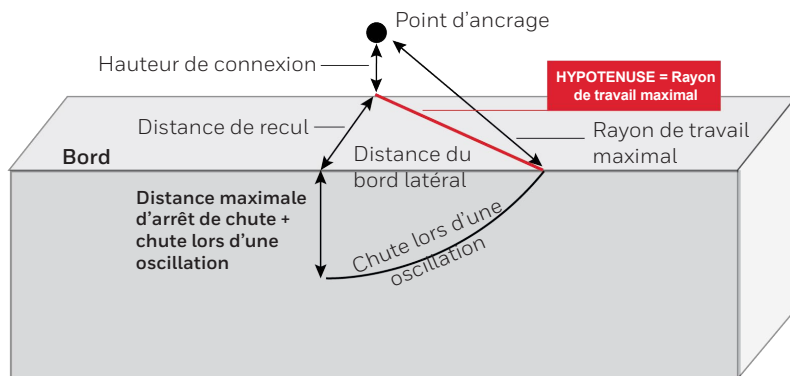 Point d'ancrage
Hauteur de connexion
HYPOTENUSE = Rayon
de travail maximal
Distance de recul
Rayon de travail
maximal
Bord
Distance du
bord latéral
Distance maximale
d'arrêt de chute +
chute lors d'une
oscillation
Chute lors d'une
oscillation